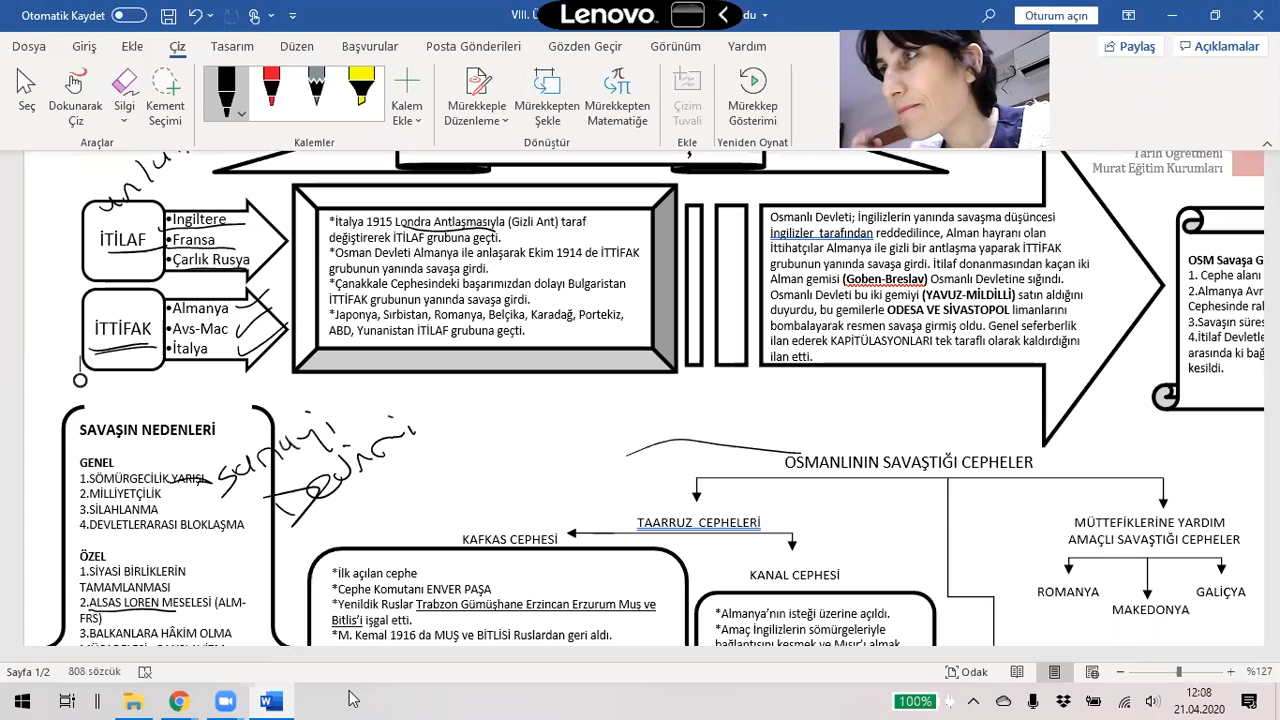 Otomatik Kaydet
VIII. Ü
Lenovo
du
Oturum açın
Dosya
Giriş
Ekle
Çiz
Tasarım
Düzen
Başvurular
Posta Gönderileri
Gözden Geçir
Görünüm
Yardım
Paylaş
Açıklamalar
Seç
Dokunarak
Çiz
Silgi
Kement
Seçimi
Kalem
Ekle
Mürekkeple
Düzenleme
Mürekkepten
Şekle
Mürekkepten
Matematiğe
Çizim
Tuvali
Mürekkep
Gösterimi
Araçlar
Kalemler
Dönüştür
Ekle
Yeniden Oynat
Tarih Öğretmeni
Murat Eğitim Kurumları
İTİLAF
•İngiltere
•Fransa
•Çarlık Rusya
İTTİFAK
•Almanya
•Avs-Mac
•İtalya
*İtalya 1915 Londra Antlaşmasıyla (Gizli Ant) taraf
değiştirerek İTİLAF grubuna geçti.
*Osman Devleti Almanya ile anlaşarak Ekim 1914 de İTTİFAK
grubunun yanında savaşa girdi.
*Çanakkale Cephesindeki başarımızdan dolayı Bulgaristan
İTTİFAK grubunun yanında savaşa girdi.
*Japonya, Sırbistan, Romanya, Belçika, Karadağ, Portekiz,
ABD, Yunanistan İTİLAF grubuna geçti.
Osmanlı Devleti; İngilizlerin yanında savaşma düşüncesi
İngilizler tarafından reddedilince, Alman hayranı olan
İttihatçılar Almanya ile gizli bir antlaşma yaparak İTTİFAK
grubunun yanında savaşa girdi. İtilaf donanmasından kaçan iki
Alman gemisi (Goben-Breslav) Osmanlı Devletine sığındı.
Osmanlı Devleti bu iki gemiyi (YAVUZ-MİLDİLLİ) satın aldığını
duyurdu, bu gemilerle ODESA VE SİVASTOPOL limanlarını
bombalayarak resmen savaşa girmiş oldu. Genel seferberlik
ilan ederek KAPİTÜLASYONLARI tek taraflı olarak kaldırdığını
ilan etti.
OSM Savaşa G
1. Cephe alanı
2.Almanya Avr
Cephesinde ral
3.Savaşın süres
4.İtilaf Devletle
arasında ki bağ
kesildi.
SAVAŞIN NEDENLERİ
GENEL
1.SÖMÜRGECİLİK YARIŞI
2.MİLLİYETÇİLİK
3.SİLAHLANMA
4.DEVLETLERARASI BLOKLAŞMA
ÖZEL
1.SİYASİ BİRLİKLERİN
TAMAMLANMASI
2.ALSAS LOREN MESELESİ (ALM-
FRS)
3.BALKANLARA HÂKİM OLMA
sanayi
OSMANLININ SAVAŞTIĞI CEPHELER
TAARRUZ CEPHELERİ
MÜTTEFİKLERİNE YARDIM
AMAÇLI SAVAŞTIĞI CEPHELER
KAFKAS CEPHESİ
KANAL CEPHESİ
ROMANYA
MAKEDONYA
GALİÇYA
*İlk açılan cephe
*Cephe Komutanı ENVER PAŞA
*Yenildik Ruslar Trabzon Gümüşhane Erzincan Erzurum Muş ve
Bitlis’i işgal etti.
*M. Kemal 1916 da MUŞ ve BİTLİSİ Ruslardan geri aldı.
*Almanya’nın isteği üzerine açıldı.
*Amaç İngilizlerin sömürgeleriyle
bağlantısını kesmek ve Mısır’ı almak
Sayfa 1/2
808 sözcük
Odak
%127
100%
12:08
21.04.2020